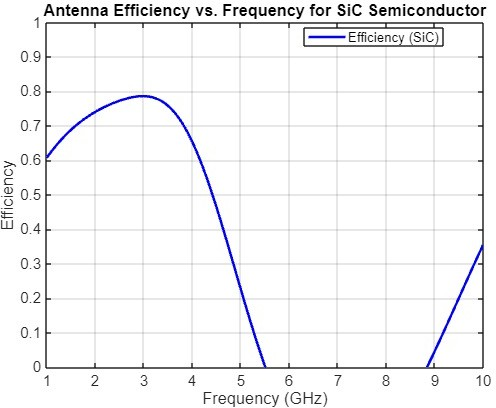 Antenna Efficiency vs. Frequency for SiC Semiconductor
Efficiency (SiC)
1
0.9
0.8
0.7
0.6
0.5
0.4
0.3
0.2
0.1
0
Efficiency
1 2 3 4 5 6 7 8 9 10
Frequency (GHz)